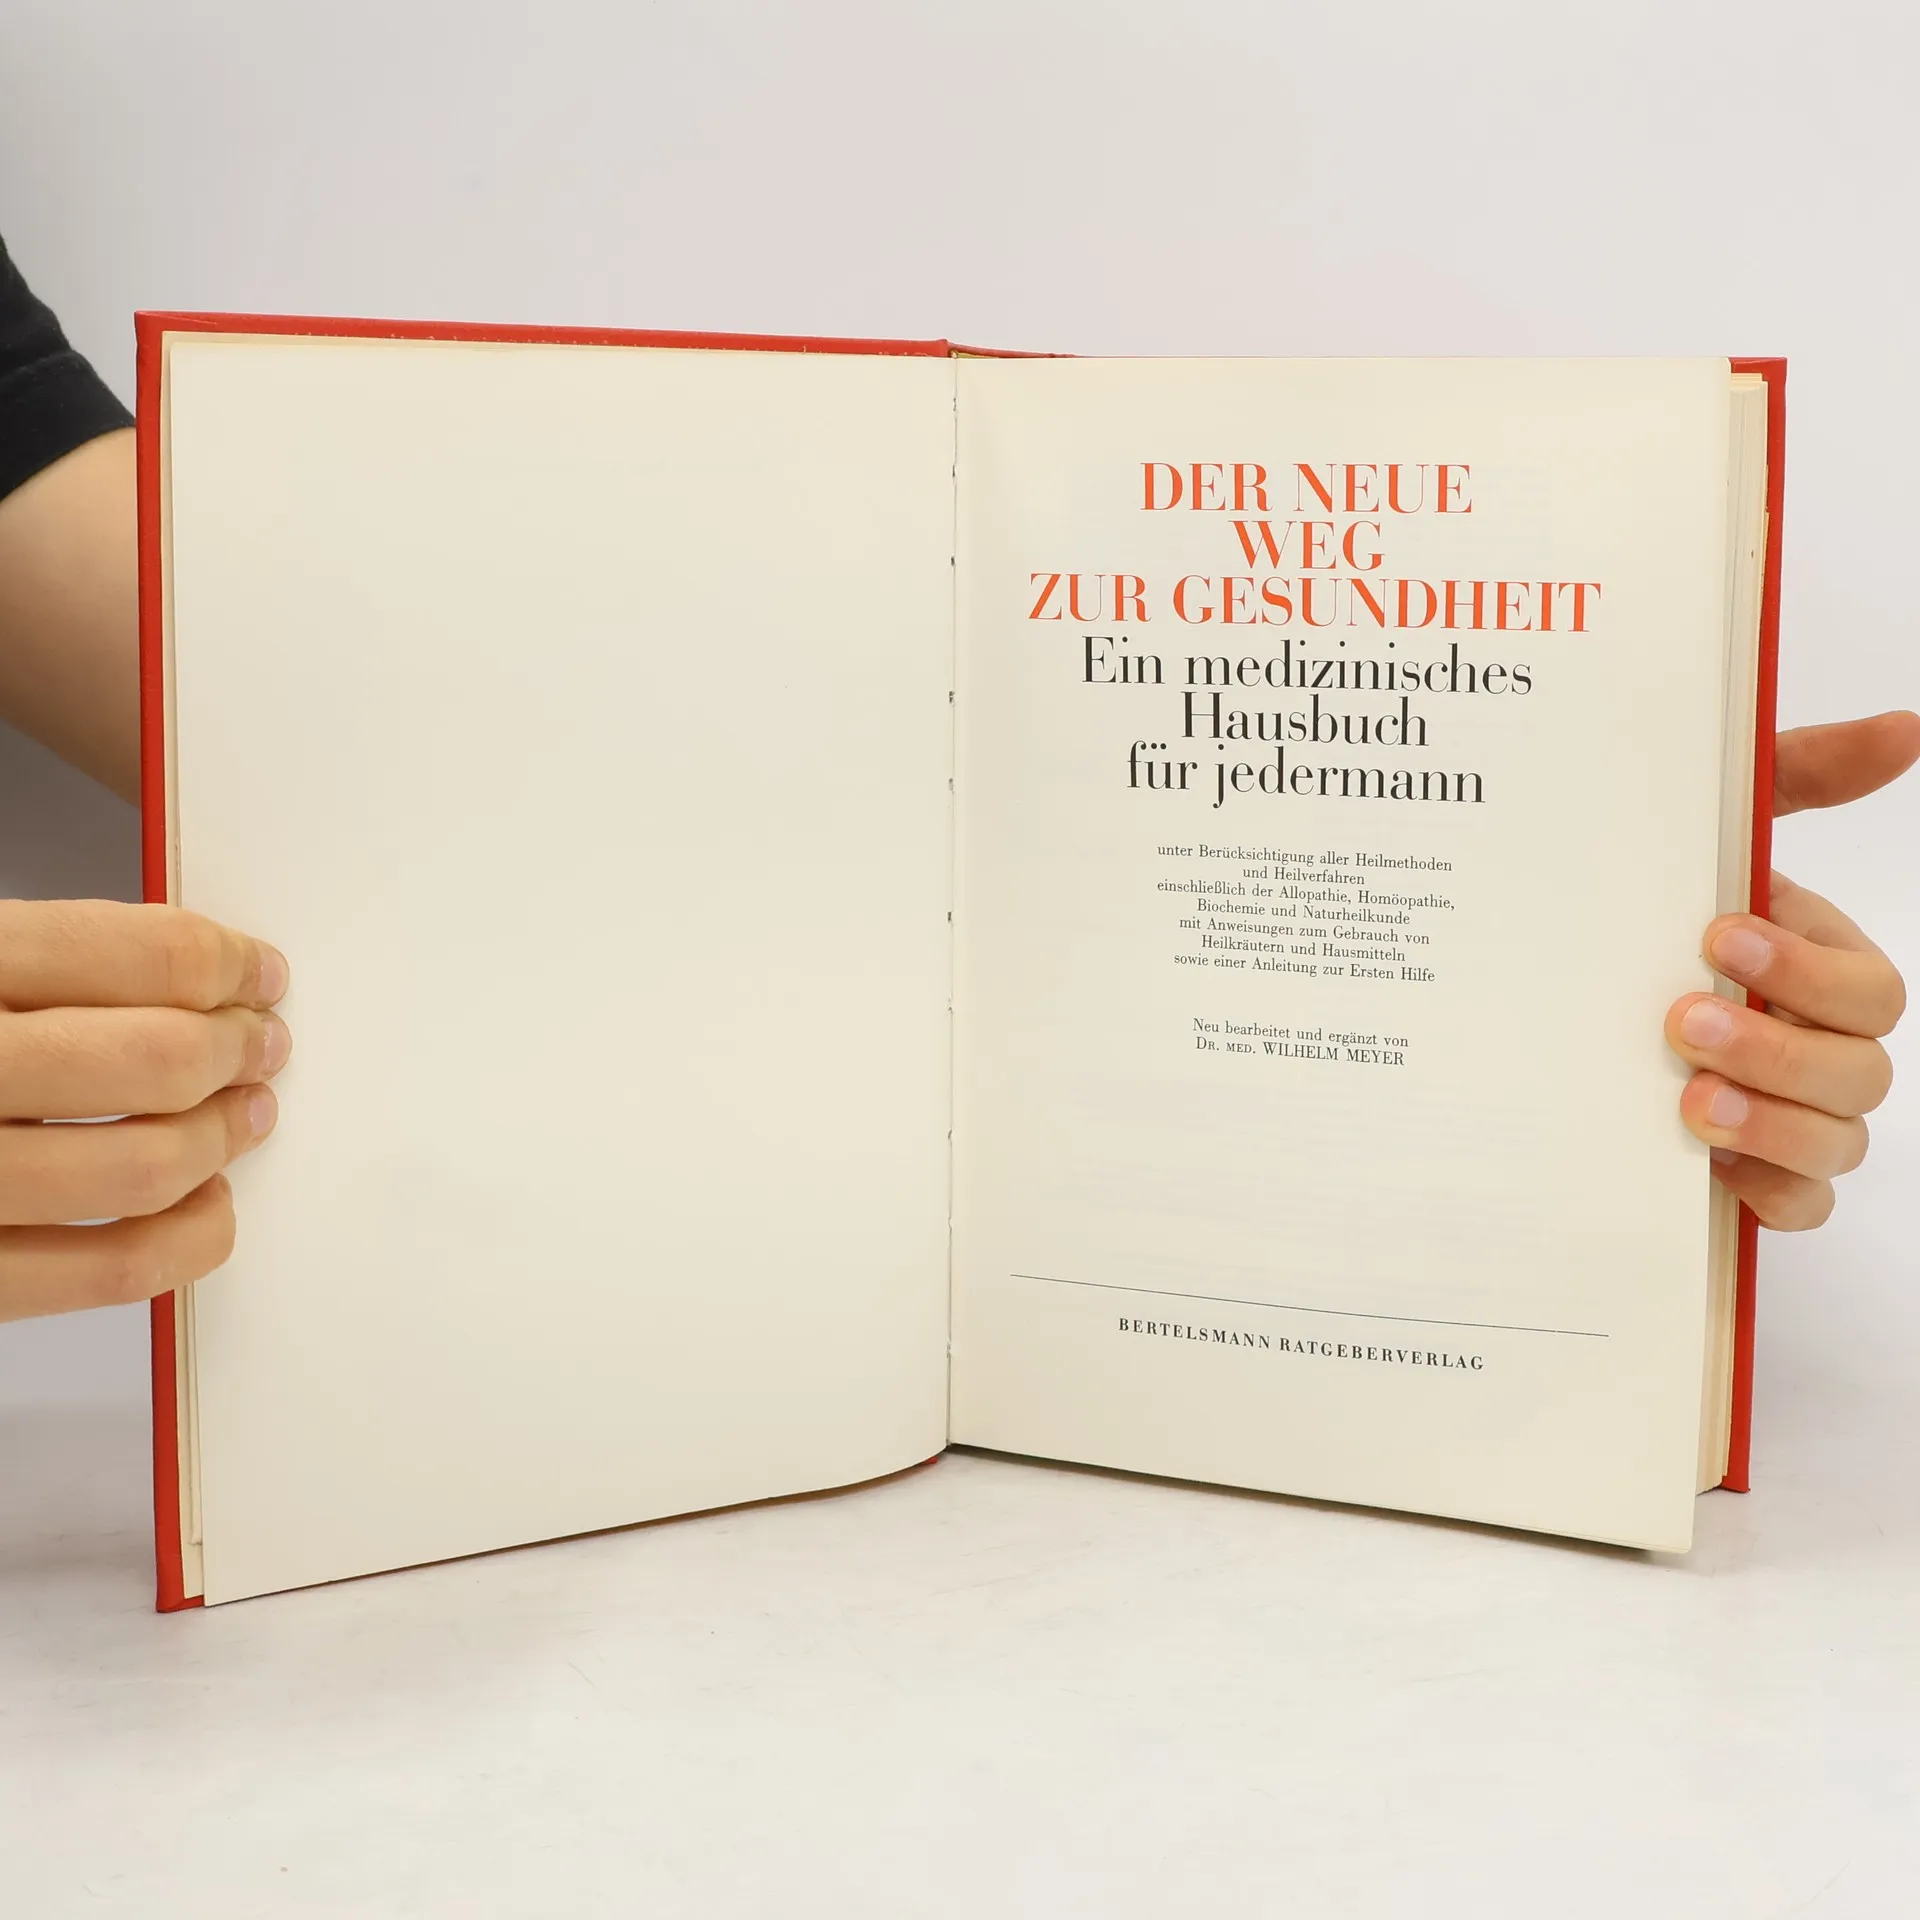 DER NEUE
WEG
ZUR GESUNDHEIT
Ein medizinisches
Hausbuch
für jedermann
unter Berücksichtigung aller Heilmethoden
und Heilverfahren
einschließlich der Allopathie, Homöopathie,
Biochemie und Naturheilkunde
mit Anweisungen zum Gebrauch von
Heilkräutern und Hausmitteln
sowie einer Anleitung zur Ersten Hilfe
Neu bearbeitet und ergänzt von
DR. MED. WILHELM MEYER
BERTELSMANN RATGEBERVERLAG